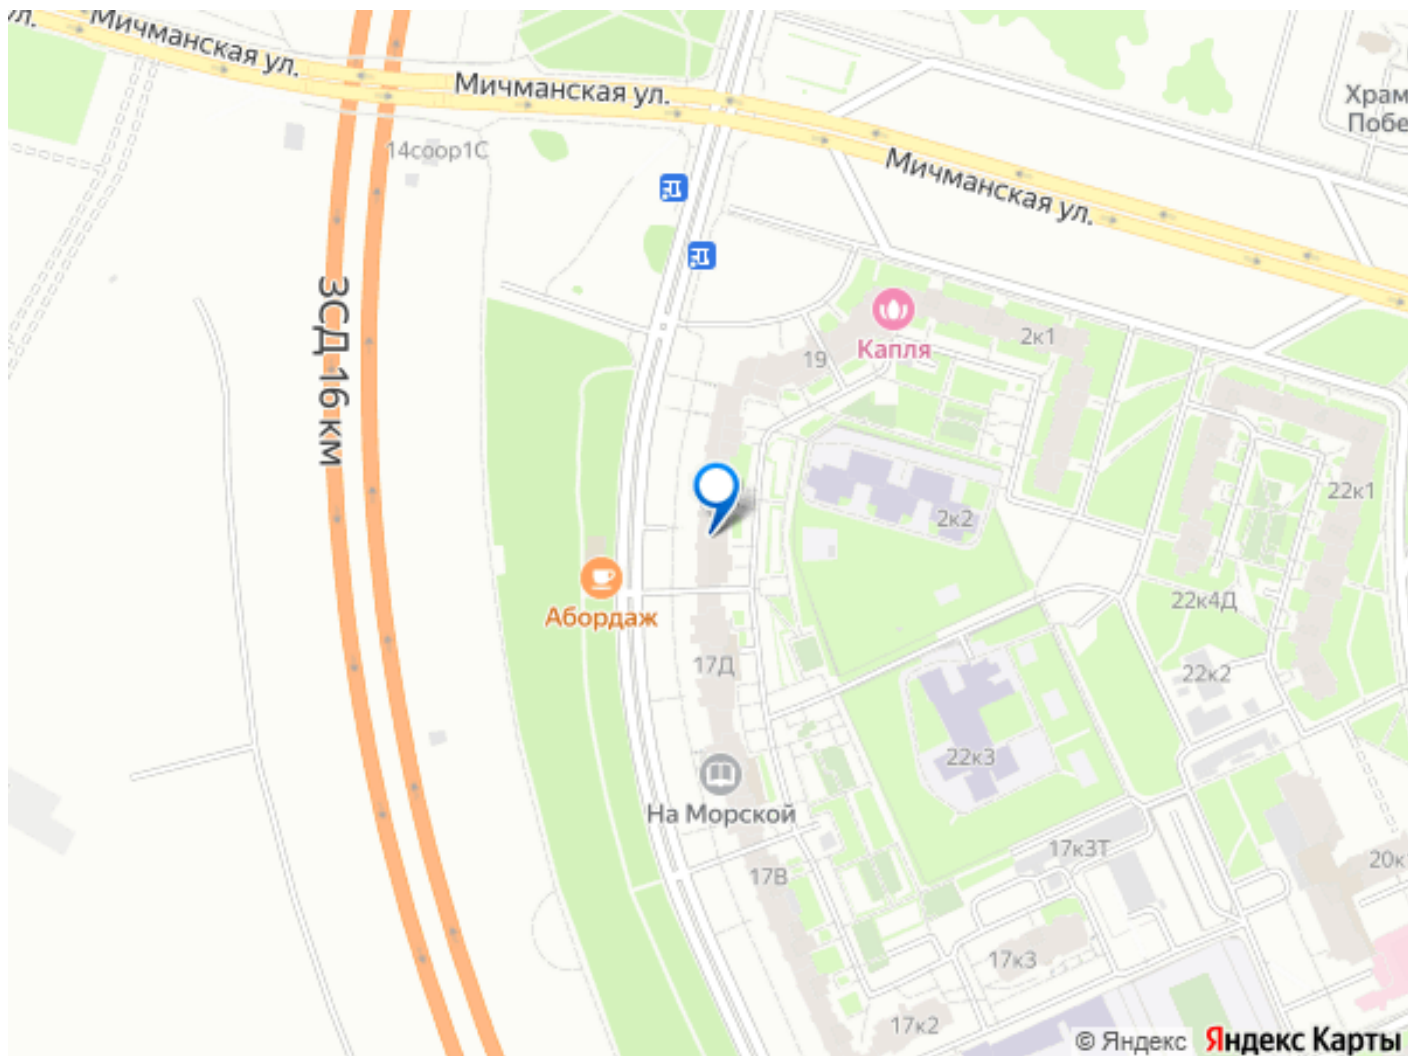 ул.
Мичманская ул.
Мичманская ул.
Храм
Побе
14соор1С
Мичманская ул.
ЗСД 16 км
2к1
Капля
19
22к1
2к2
22к4Д
Абордаж
17Д
22к2
22к3
На Морской
17к3Т
20к
17В
17к3
17к2
© Яндекс
Яндекс Карты